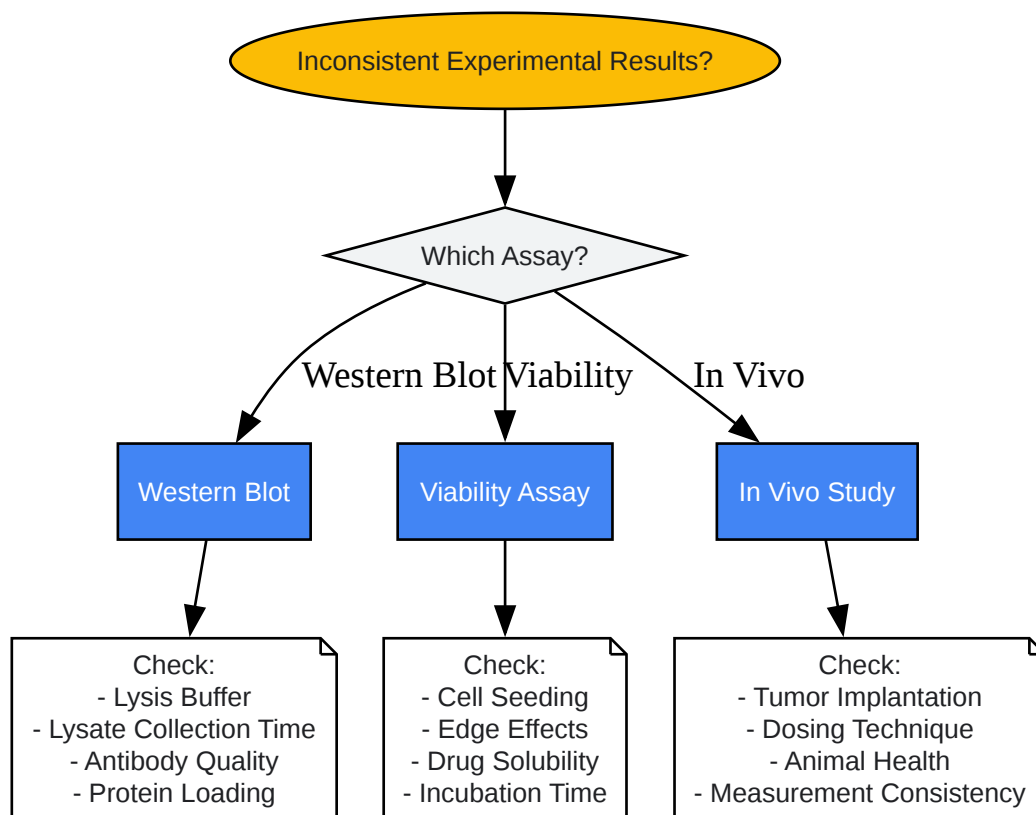 Inconsistent Experimental Results?
Which Assay?
Western Blot
Viability
In Vivo
Western Blot
Viability Assay
In Vivo Study
Check:
- Lysis Buffer
- Lysate Collection Time
- Antibody Quality
- Protein Loading
Check:
- Cell Seeding
- Edge Effects
- Drug Solubility
- Incubation Time
Check:
- Tumor Implantation
- Dosing Technique
- Animal Health
- Measurement Consistency